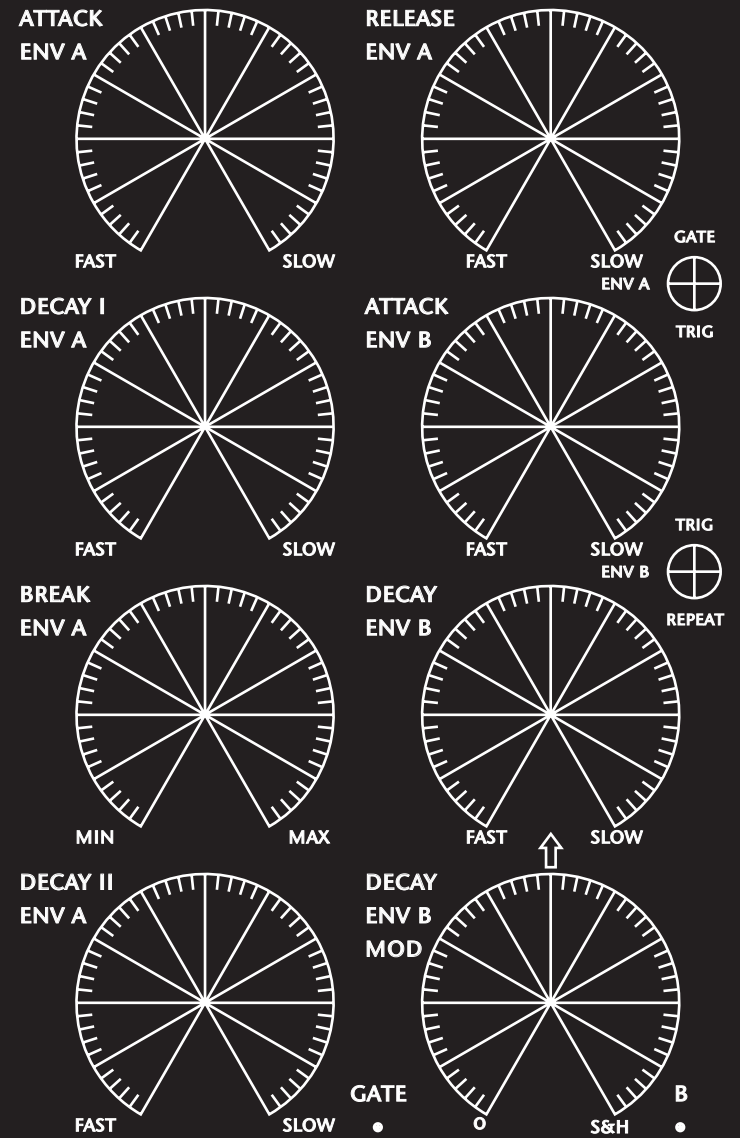 ATTACK
ENV A
FAST
SLOW
RELEASE
ENV A
FAST
SLOW
GATE
ENV A
TRIG
DECAY I
ENV A
FAST
SLOW
ATTACK
ENV B
FAST
SLOW
TRIG
ENV B
REPEAT
BREAK
ENV A
MIN
MAX
DECAY
ENV B
FAST
SLOW
DECAY II
ENV A
FAST
SLOW
DECAY
ENV B
MOD
O
S&H
GATE
B